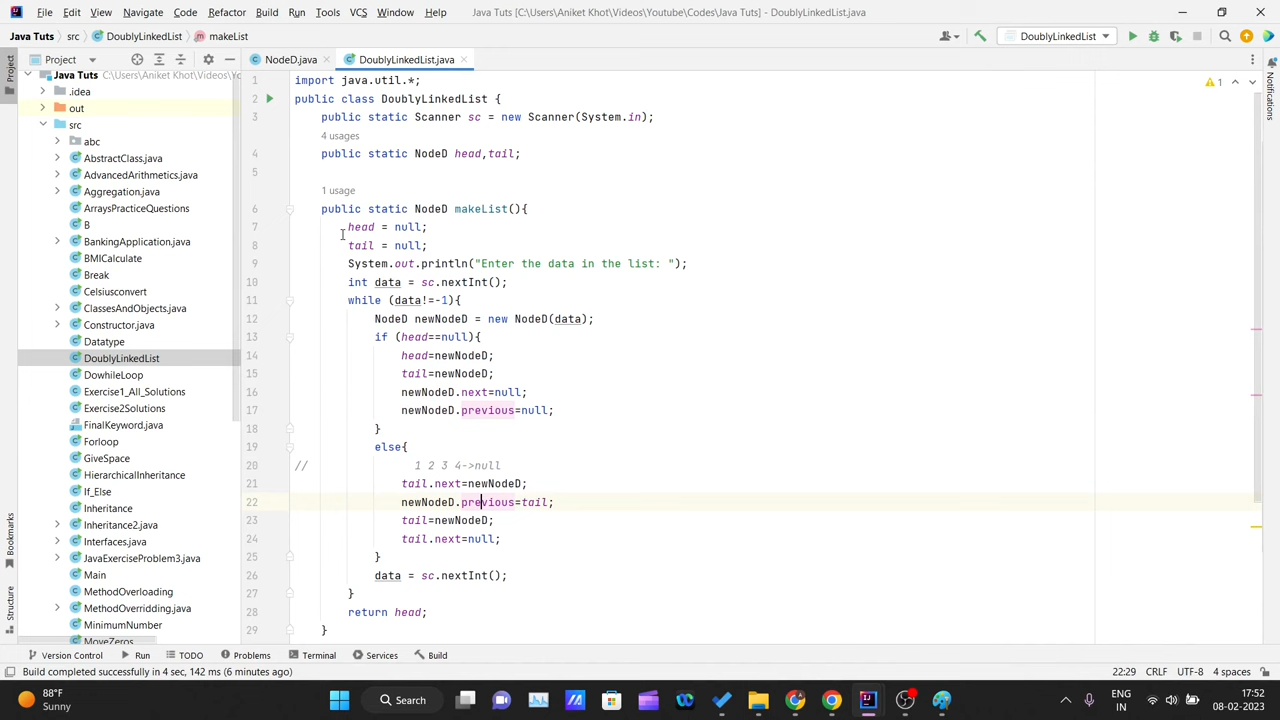 File Edit View Navigate Code Refactor Build Run Tools VCS Window Help Java Tuts [C:\Users\Aniket Khot\Videos\Youtube\Codes\Java Tuts] - DoublyLinkedList.java
Java Tuts src DoublyLinkedList makeList DoublyLinkedList
Project NodeD.java DoublyLinkedList.java
Java Tuts C:\Users\Aniket Khot\Videos\Yo
.idea
out
src
abc
AbstractClass.java
AdvancedArithmetics.java
Aggregation.java
ArraysPracticeQuestions
B
BankingApplication.java
BMICalculate
Break
Celsiusconvert
ClassesAndObjects.java
Constructor.java
Datatype
DoublyLinkedList
DowhileLoop
Exercise1_All_Solutions
Exercise2Solutions
FinalKeyword.java
Forloop
GiveSpace
HierarchicalInheritance
If_Else
Inheritance
Inheritance2.java
Interfaces.java
JavaExerciseProblem3.java
Main
MethodOverloading
MethodOverridding.java
MinimumNumber
MoveZeros
Project
Bookmarks
Structure
1 import java.util.*;
2 public class DoublyLinkedList {
3 public static Scanner sc = new Scanner(System.in);
4 usages
4 public static NodeD head,tail;
5
1 usage
6 public static NodeD makeList(){
7 head = null;
8 tail = null;
9 System.out.println("Enter the data in the list: ");
10 int data = sc.nextInt();
11 while (data!=-1){
12 NodeD newNodeD = new NodeD(data);
13 if (head==null){
14 head=newNodeD;
15 tail=newNodeD;
16 newNodeD.next=null;
17 newNodeD.previous=null;
18 }
19 else{
20 // 1 2 3 4->null
21 tail.next=newNodeD;
22 newNodeD.previous=tail;
23 tail=newNodeD;
24 tail.next=null;
25 }
26 data = sc.nextInt();
27 }
28 return head;
29 }
1
Notifications
Version Control Run TODO Problems Terminal Services Build
Build completed successfully in 4 sec, 142 ms (6 minutes ago) 22:29 CRLF UTF-8 4 spaces
88°F
Sunny
Search
ENG
IN
17:52
08-02-2023